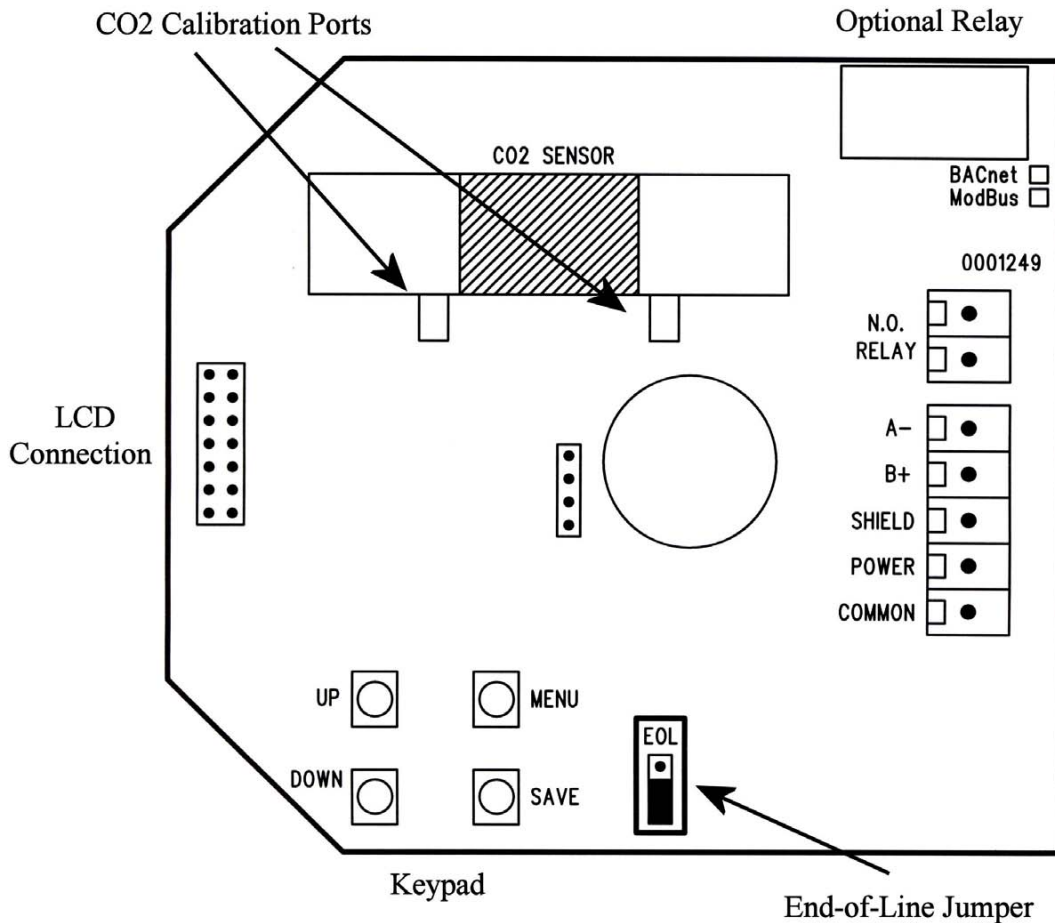 CO2 Calibration Ports
Optional Relay
CO2 SENSOR
BACnet
ModBus
0001249
N.O.
RELAY
LCD
Connection
A-
B+
SHIELD
POWER
COMMON
UP
MENU
EOL
DOWN
SAVE
Keypad
End-of-Line Jumper